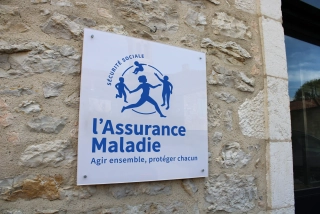 SÉCURITÉ SOCIALE
l'Assurance
Maladie
Agir ensemble, protéger chacun